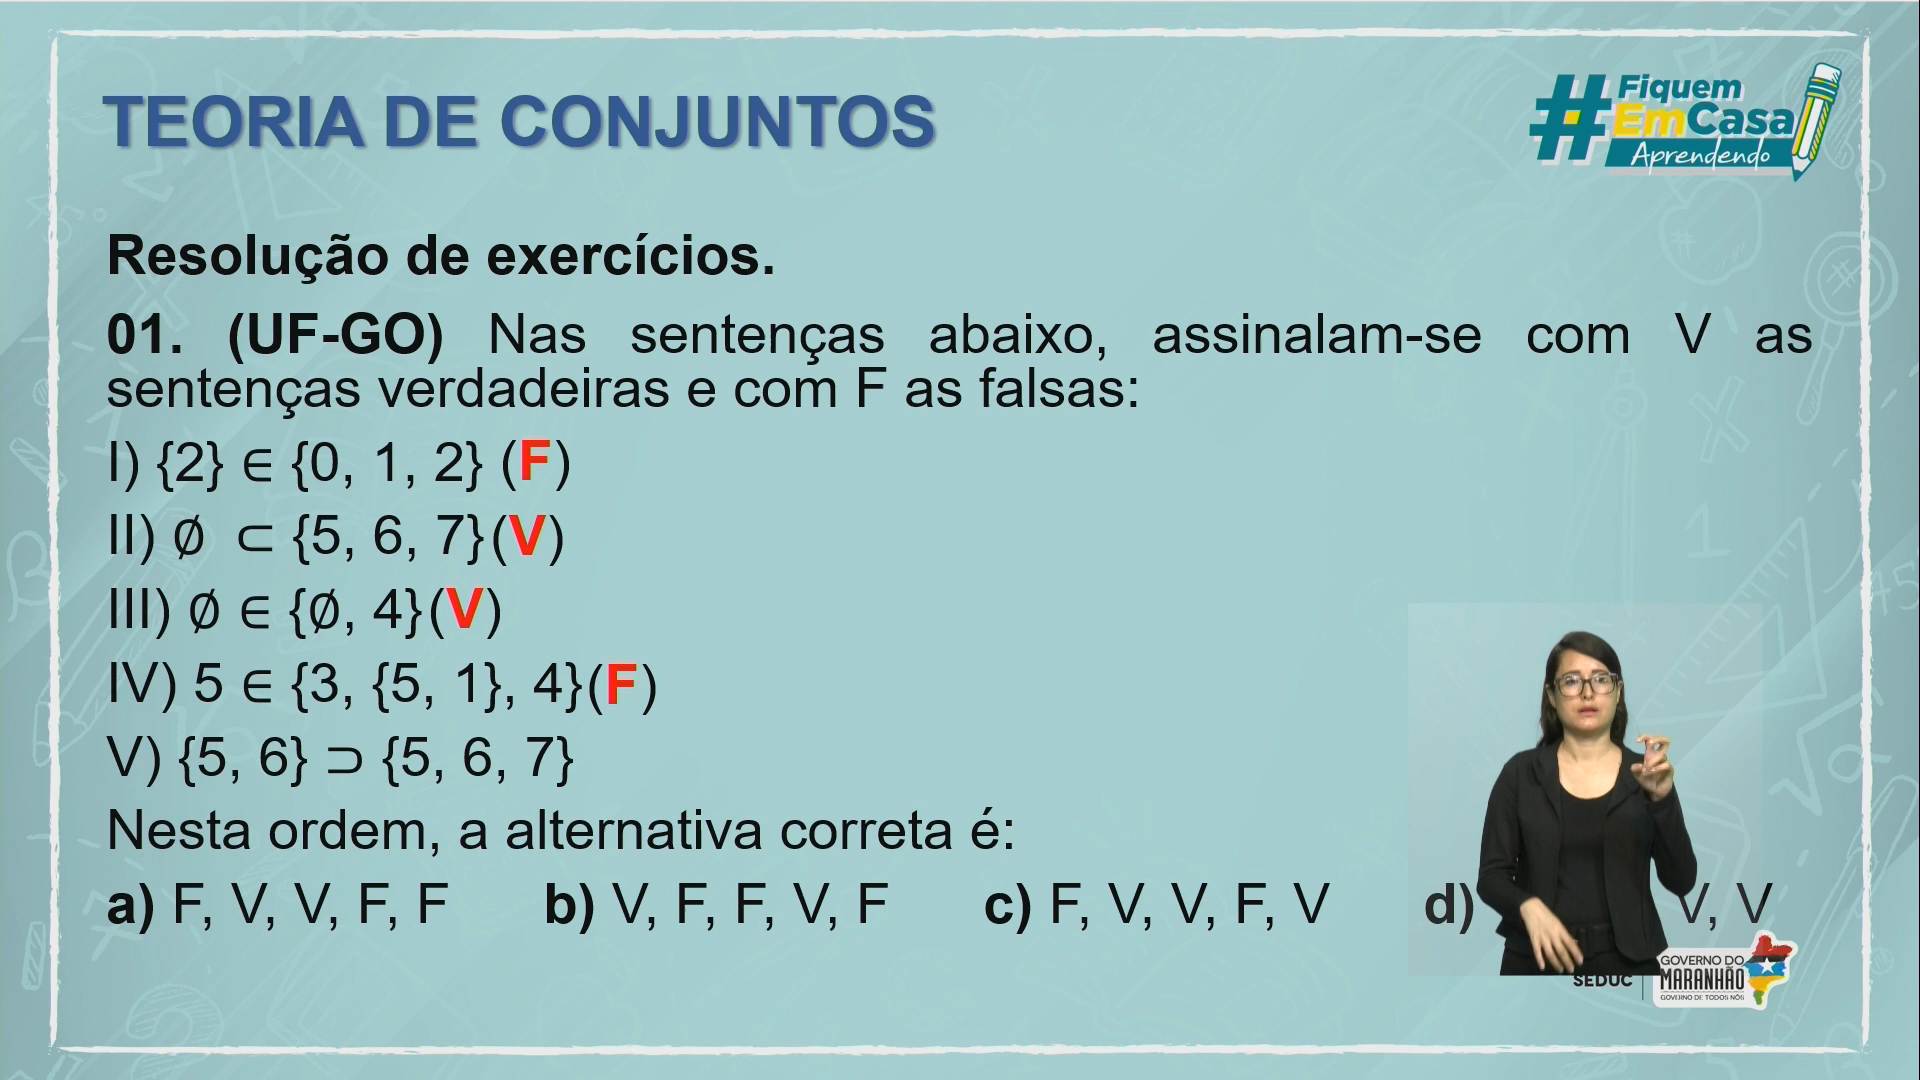 TEORIA DE CONJUNTOS
#Fiquem
EmCasa
Aprendendo
Resolução de exercícios.
01. (UF-GO) Nas sentenças abaixo, assinalam-se com V as
sentenças verdadeiras e com F as falsas:
I) {2} ∈ {0, 1, 2} (F)
II) ∅ ⊂ {5, 6, 7} (V)
III) ∅ ∈ {∅, 4} (V)
IV) 5 ∈ {3, {5, 1}, 4} (F)
V) {5, 6} ⊃ {5, 6, 7}
Nesta ordem, a alternativa correta é:
a) F, V, V, F, F b) V, F, F, V, F c) F, V, V, F, V d) V, V
SEDUC
GOVERNO DO
MARANHÃO
GOVERNO DE TODOS NÓS